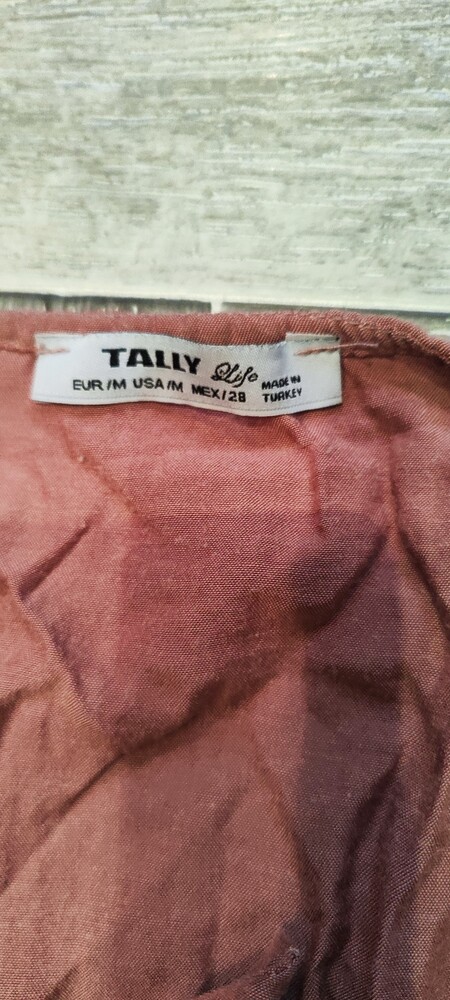 TALLY Life
EUR/M USA/M MEX/28 MADE IN
TURKEY